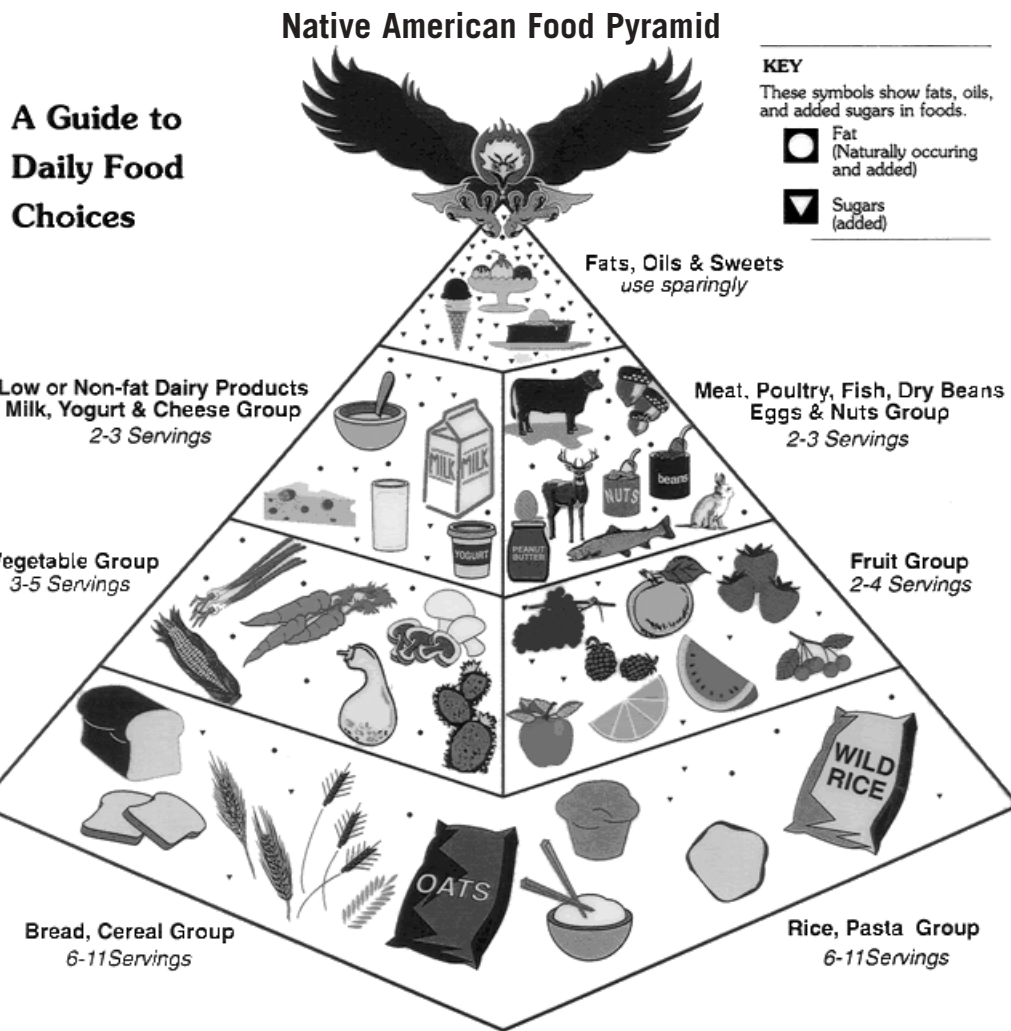 Native American Food Pyramid
A Guide to
Daily Food
Choices
KEY
These symbols show fats, oils,
and added sugars in foods.
Fat
(Naturally occuring
and added)
Sugars
(added)
Fats, Oils & Sweets
use sparingly
Low or Non-fat Dairy Products
Milk, Yogurt & Cheese Group
2-3 Servings
Meat, Poultry, Fish, Dry Beans
Eggs & Nuts Group
2-3 Servings
MILK
MILK
YOGURT
beans
NUTS
PEANUT
BUTTER
Vegetable Group
3-5 Servings
Fruit Group
2-4 Servings
WILD
RICE
OATS
Bread, Cereal Group
6-11Servings
Rice, Pasta Group
6-11Servings